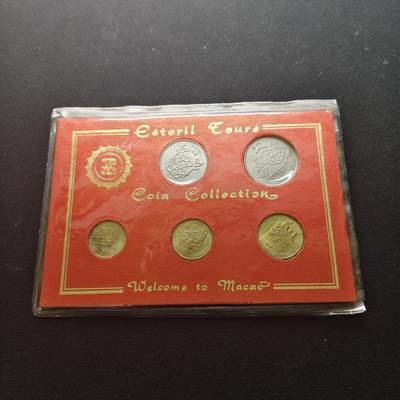 Estoril Tours
Coin Collection
Welcome to Macao